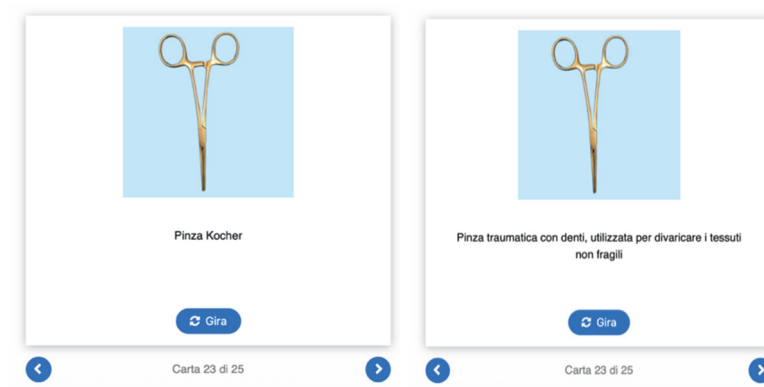 Pinza Kocher
Gira
Carta 23 di 25
Pinza traumatica con denti, utilizzata per divaricare i tessuti
non fragili
Gira
Carta 23 di 25